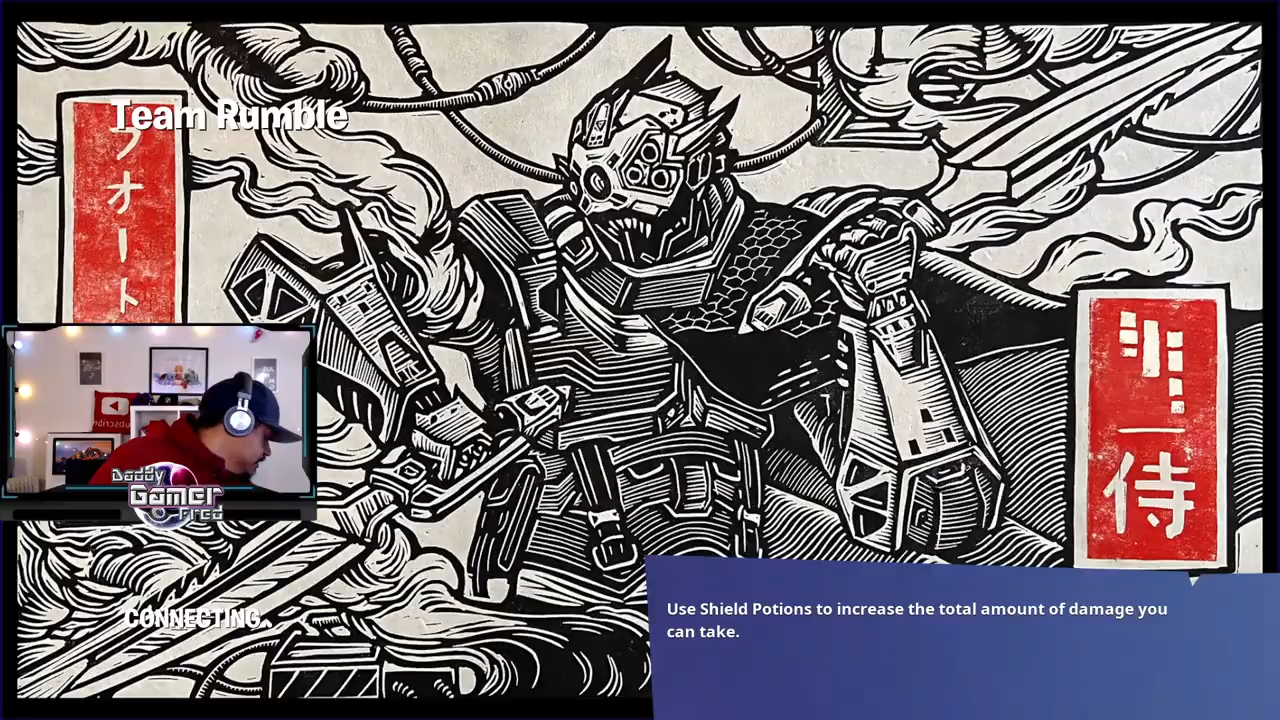 Team Rumble
フォート
侍
Subscribe
Daddy
Gamer
Fred
CONNECTING..
Use Shield Potions to increase the total amount of damage you
can take.